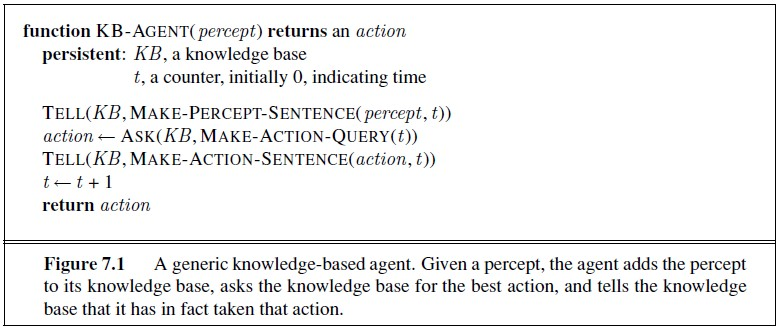 function KB-AGENT(percept) returns an action
persistent: KB, a knowledge base
t, a counter, initially 0, indicating time
TELL(KB, MAKE-PERCEPT-SENTENCE(percept, t))
action ← ASK(KB, MAKE-ACTION-QUERY(t))
TELL(KB, MAKE-ACTION-SENTENCE(action, t))
t ← t + 1
return action
Figure 7.1 A generic knowledge-based agent. Given a percept, the agent adds the percept
to its knowledge base, asks the knowledge base for the best action, and tells the knowledge
base that it has in fact taken that action.